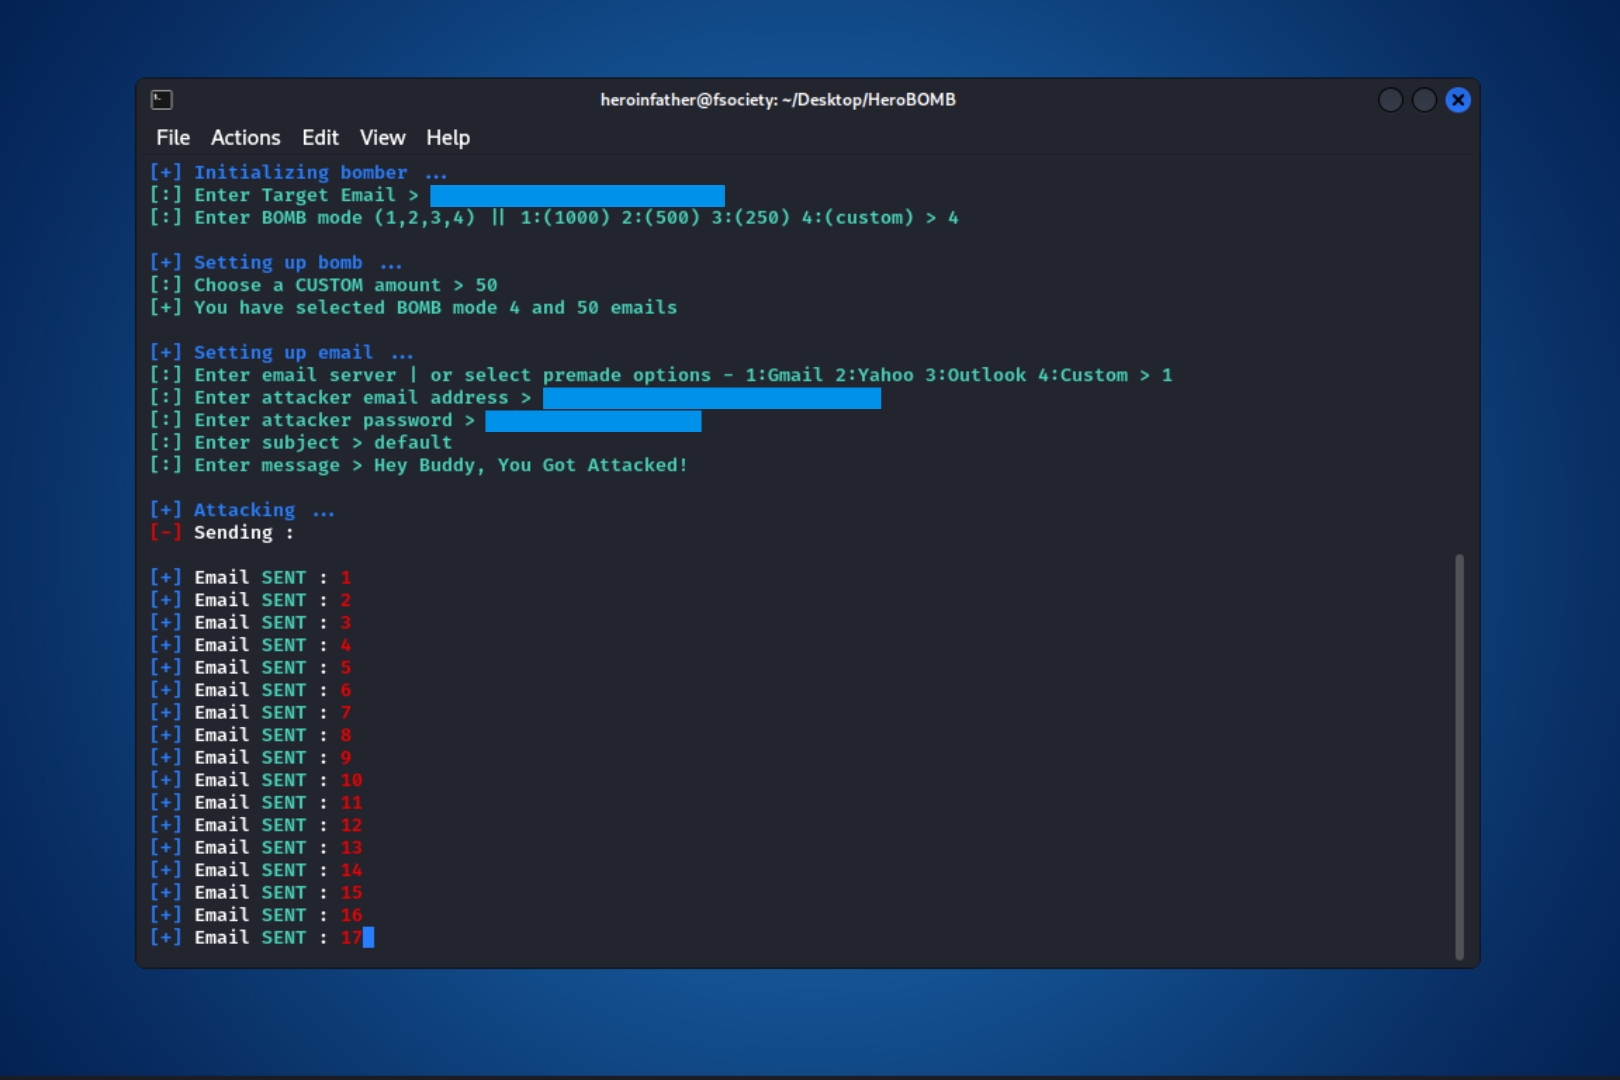 heroinfather@fsociety: ~/Desktop/HeroBOMB
File Actions Edit View Help
[+] Initializing bomber ...
[:] Enter Target Email >
[:] Enter BOMB mode (1,2,3,4) || 1:(1000) 2:(500) 3:(250) 4:(custom) > 4
[+] Setting up bomb ...
[:] Choose a CUSTOM amount > 50
[+] You have selected BOMB mode 4 and 50 emails
[+] Setting up email ...
[:] Enter email server | or select premade options - 1:Gmail 2:Yahoo 3:Outlook 4:Custom > 1
[:] Enter attacker email address >
[:] Enter attacker password >
[:] Enter subject > default
[:] Enter message > Hey Buddy, You Got Attacked!
[+] Attacking ...
[-] Sending :
[+] Email SENT : 1
[+] Email SENT : 2
[+] Email SENT : 3
[+] Email SENT : 4
[+] Email SENT : 5
[+] Email SENT : 6
[+] Email SENT : 7
[+] Email SENT : 8
[+] Email SENT : 9
[+] Email SENT : 10
[+] Email SENT : 11
[+] Email SENT : 12
[+] Email SENT : 13
[+] Email SENT : 14
[+] Email SENT : 15
[+] Email SENT : 16
[+] Email SENT : 17